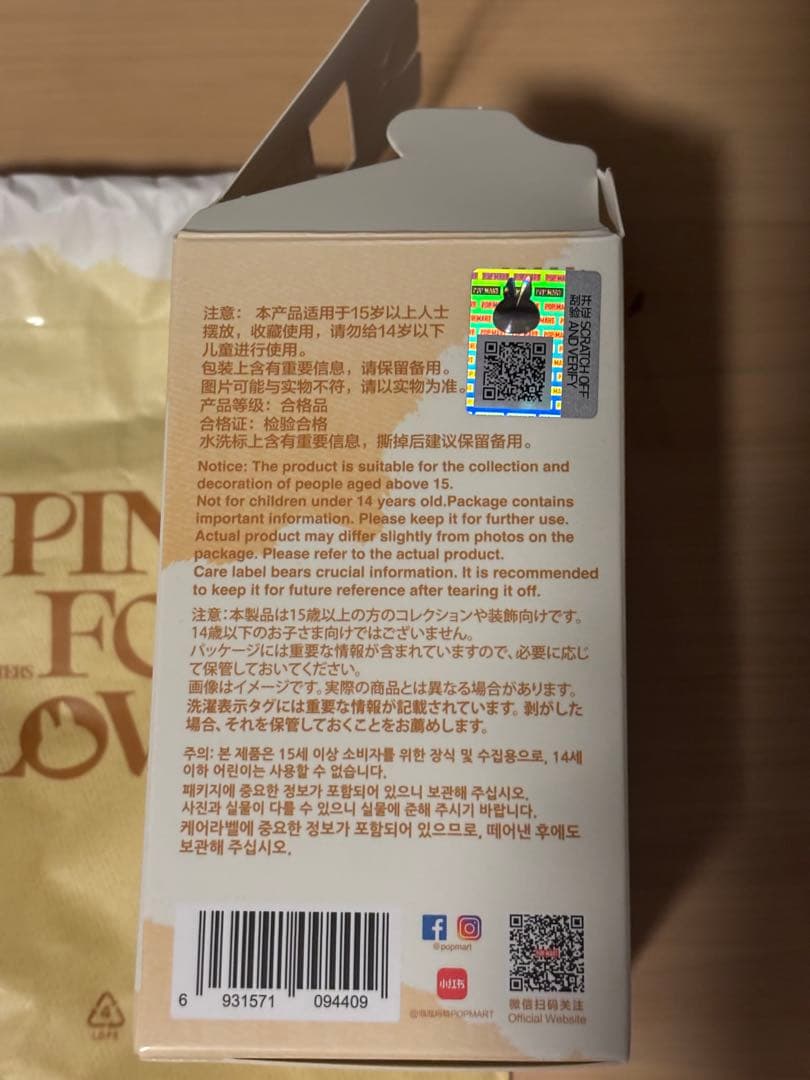 POP MART
开验
刮验
SCRATCH OFF
AND VERIFY
注意： 本产品适用于15岁以上人士
摆放，收藏使用，请勿给14岁以下
儿童进行使用。
包装上含有重要信息，请保留备用。
图片可能与实物不符，请以实物为准。
产品等级：合格品
合格证：检验合格
水洗标上含有重要信息，撕掉后建议保留备用。
Notice: The product is suitable for the collection and
decoration of people aged above 15.
Not for children under 14 years old.Package contains
important information. Please keep it for further use.
Actual product may differ slightly from photos on the
package. Please refer to the actual product.
Care label bears crucial information. It is recommended
to keep it for future reference after tearing it off.
注意：本製品は15歳以上の方のコレクションや装飾向けです。
14歳以下のお子さま向けではございません。
パッケージには重要な情報が含まれていますので、必要に応じ
て保管しておいてください。
画像はイメージです。実際の商品とは異なる場合があります。
洗濯表示タグには重要な情報が記載されています。剥がした
場合、それを保管しておくことをお薦めします。
주의: 본 제품은 15세 이상 소비자를 위한 장식 및 수집용으로, 14세
이하 어린이는 사용할 수 없습니다.
패키지에 중요한 정보가 포함되어 있으니 보관해 주십시오.
사진과 실물이 다를 수 있으니 실물에 준해 주시기 바랍니다.
케어라벨에 중요한 정보가 포함되어 있으므로, 떼어낸 후에도
보관해 주십시오.
6 931571 094409
@popmart
小红书
@泡泡玛特POPMART
微信扫码关注
Official Website
PIN
FO
LOV
TERS
4
LDPE